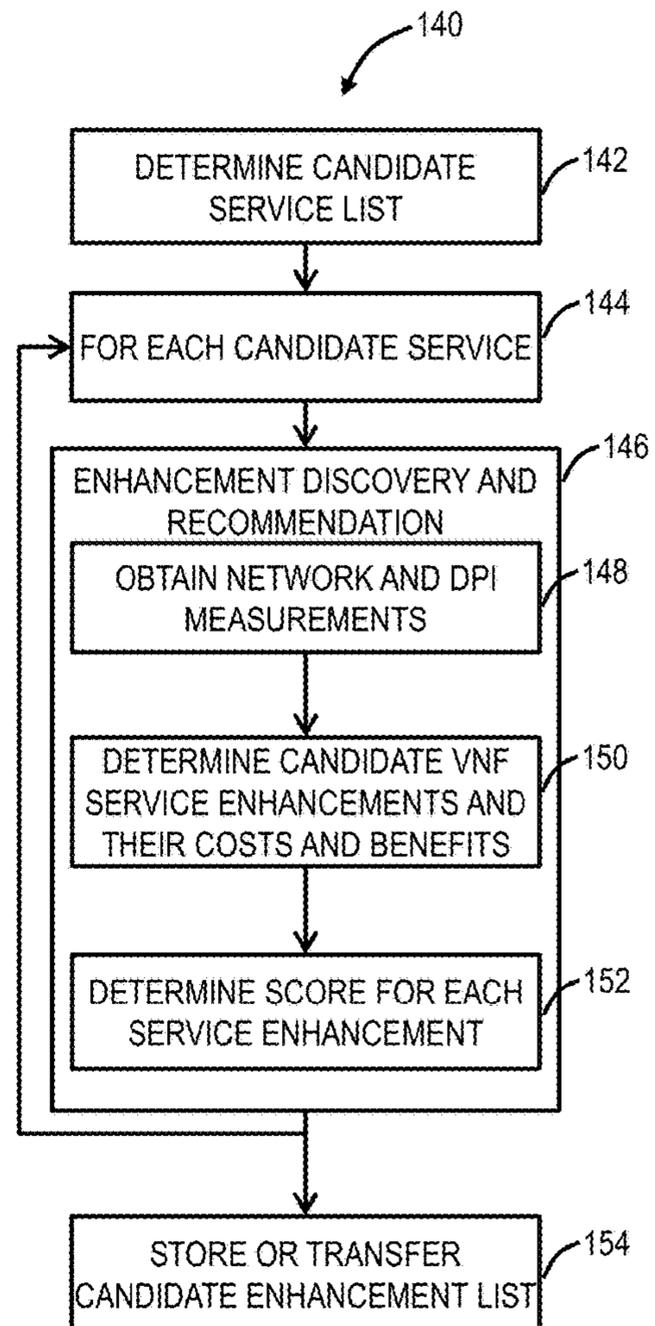 140
DETERMINE CANDIDATE
SERVICE LIST
142
144
FOR EACH CANDIDATE SERVICE
146
ENHANCEMENT DISCOVERY AND
RECOMMENDATION
OBTAIN NETWORK AND DPI
MEASUREMENTS
148
DETERMINE CANDIDATE VNF
SERVICE ENHANCEMENTS AND
THEIR COSTS AND BENEFITS
150
DETERMINE SCORE FOR EACH
SERVICE ENHANCEMENT
152
STORE OR TRANSFER
CANDIDATE ENHANCEMENT LIST
154